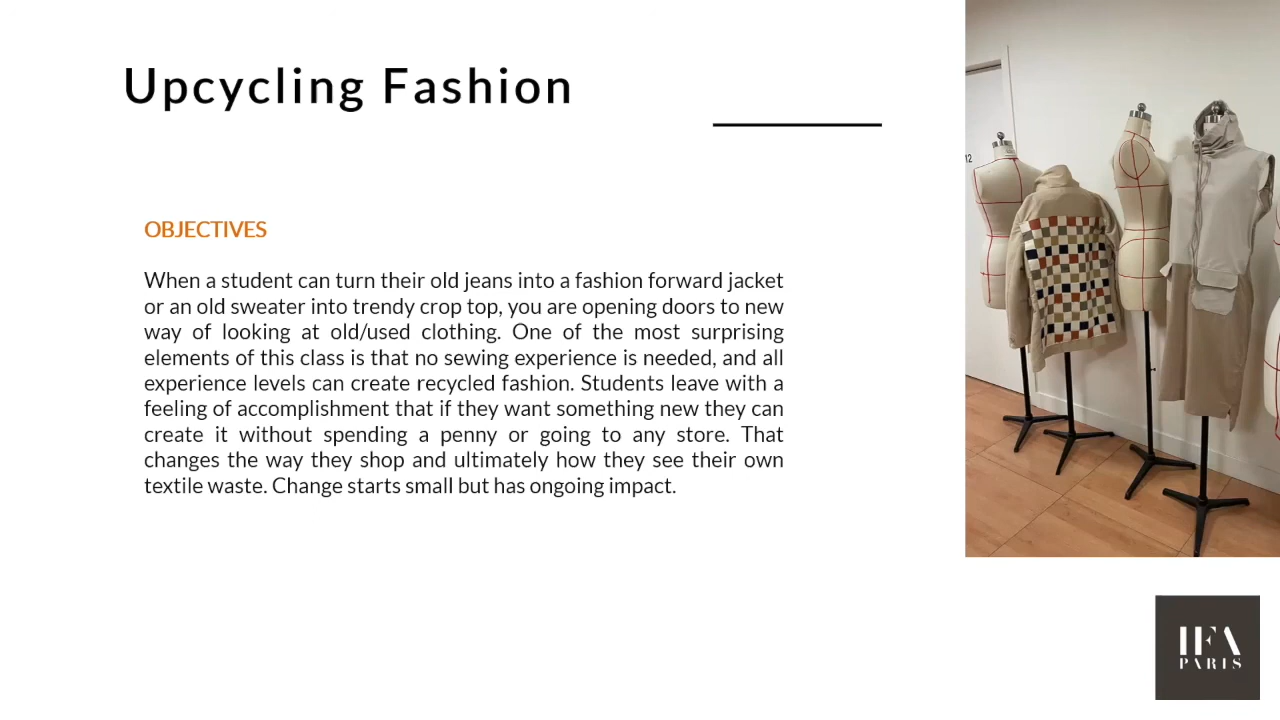 Upcycling Fashion
OBJECTIVES
When a student can turn their old jeans into a fashion forward jacket
or an old sweater into trendy crop top, you are opening doors to new
way of looking at old/used clothing. One of the most surprising
elements of this class is that no sewing experience is needed, and all
experience levels can create recycled fashion. Students leave with a
feeling of accomplishment that if they want something new they can
create it without spending a penny or going to any store. That
changes the way they shop and ultimately how they see their own
textile waste. Change starts small but has ongoing impact.
12
IFA
PARIS